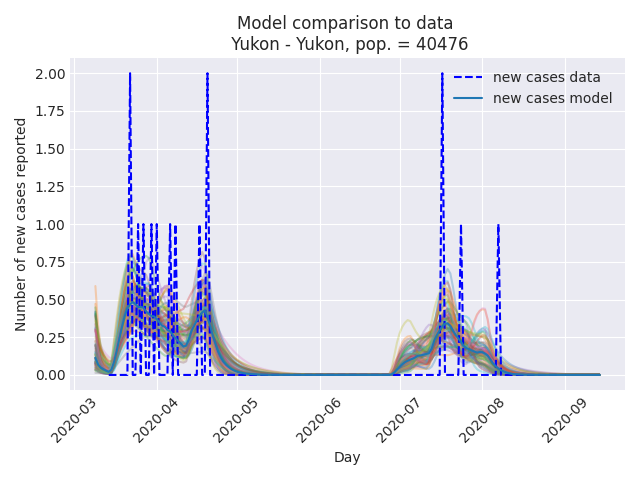 Model comparison to data
Yukon - Yukon, pop. = 40476
new cases data
new cases model
Number of new cases reported
2.00
1.75
1.50
1.25
1.00
0.75
0.50
0.25
0.00
2020-03
2020-04
2020-05
2020-06
2020-07
2020-08
2020-09
Day